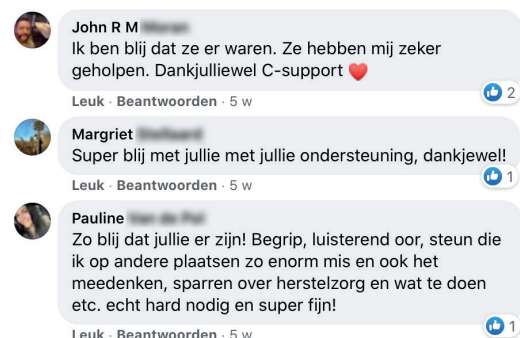 John R M
Ik ben blij dat ze er waren. Ze hebben mij zeker
geholpen. Dankjulliewel C-support ❤️
2
Leuk · Beantwoorden · 5 w
Margriet
Super blij met jullie met jullie ondersteuning, dankjewel!
1
Leuk · Beantwoorden · 5 w
Pauline
Zo blij dat jullie er zijn! Begrip, luisterend oor, steun die
ik op andere plaatsen zo enorm mis en ook het
meedenken, sparren over herstelzorg en wat te doen
etc. echt hard nodig en super fijn!
1
Leuk · Beantwoorden · 5 w